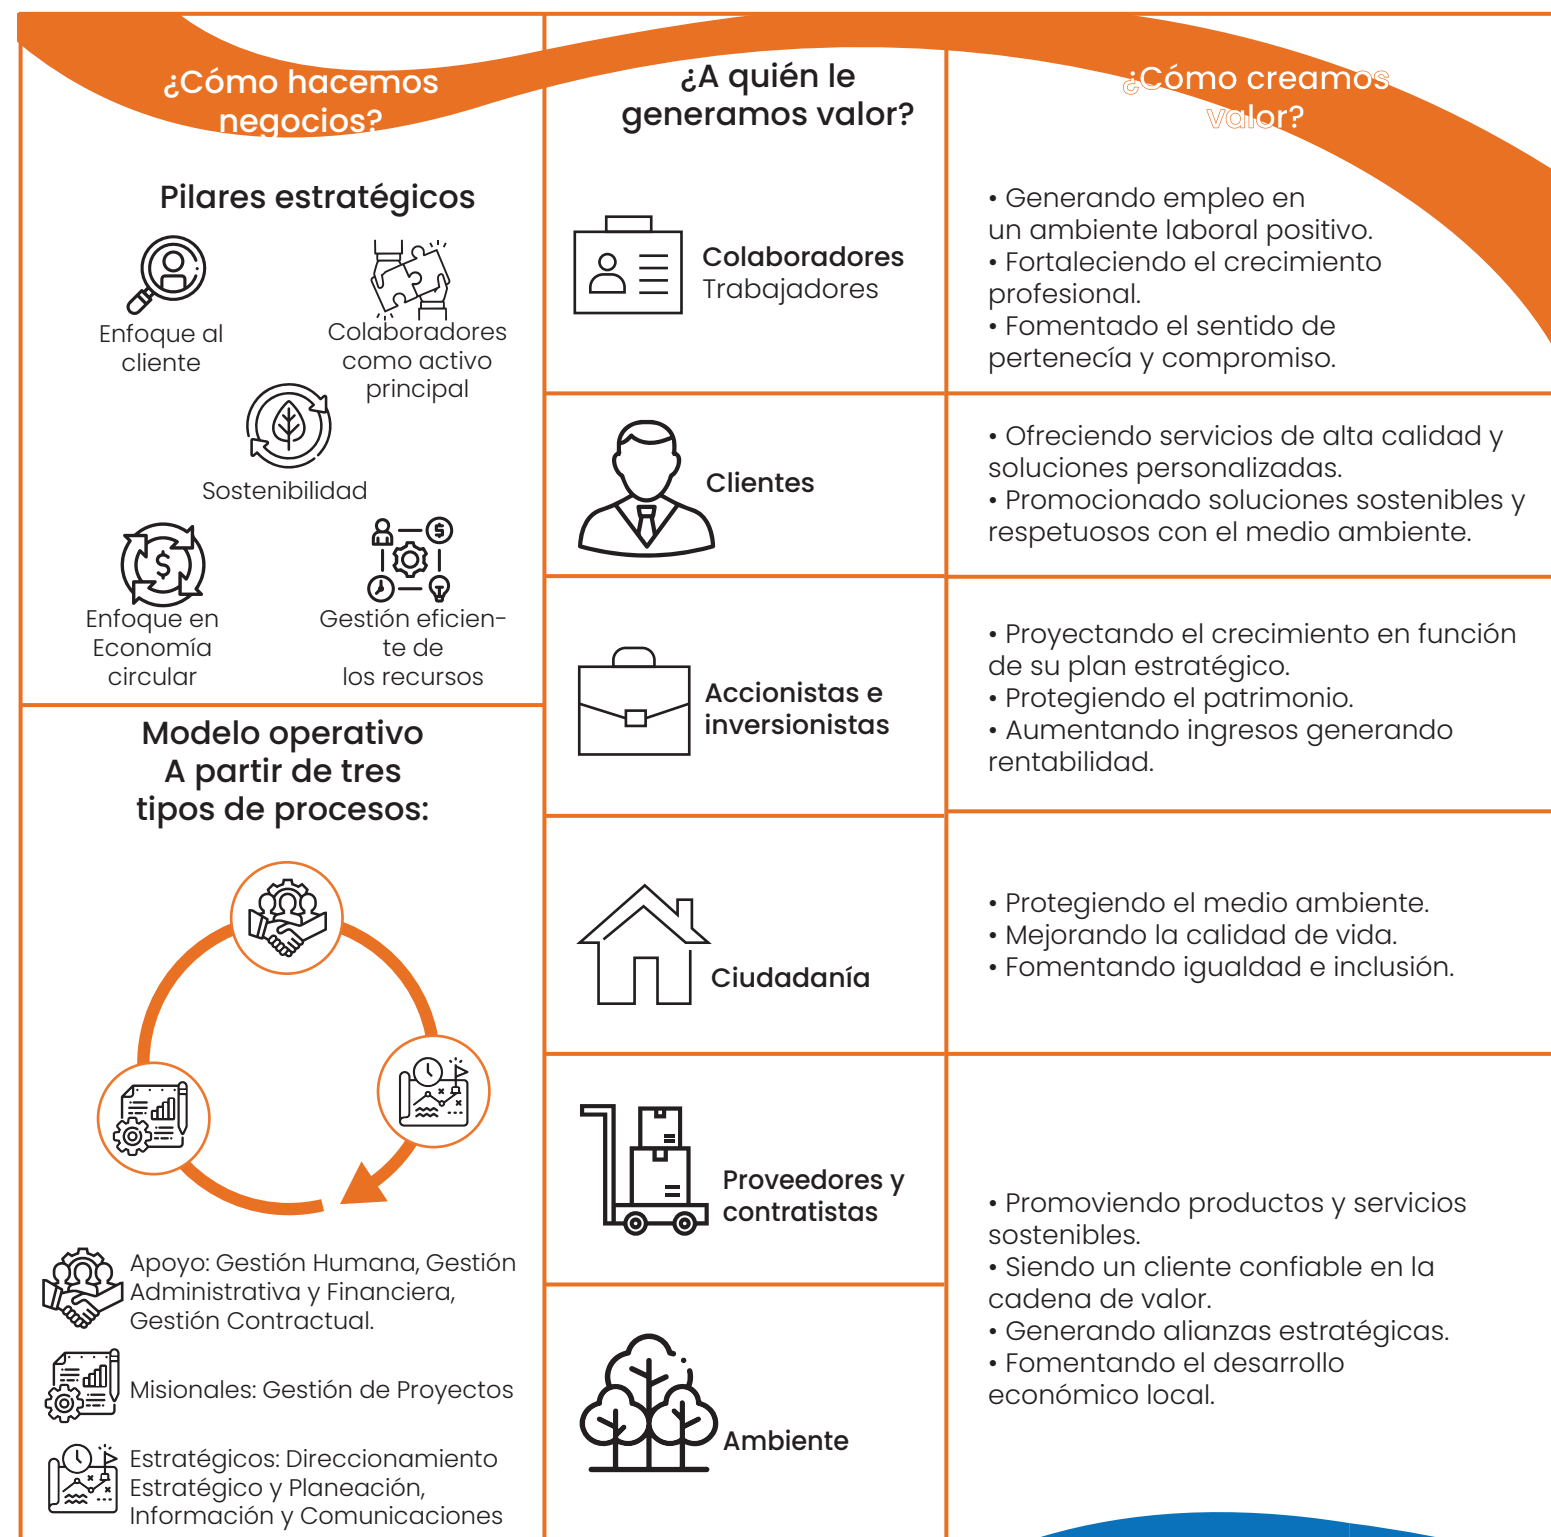 ¿Cómo hacemos
negocios?
Pilares estratégicos
Enfoque al
cliente
Colaboradores
como activo
principal
Sostenibilidad
Enfoque en
Economía
circular
Gestión eficien-
te de
los recursos
Modelo operativo
A partir de tres
tipos de procesos:
Apoyo: Gestión Humana, Gestión
Administrativa y Financiera,
Gestión Contractual.
Misionales: Gestión de Proyectos
Estratégicos: Direccionamiento
Estratégico y Planeación,
Información y Comunicaciones
¿A quién le
generamos valor?
¿Cómo creamos
valor?
Colaboradores
Trabajadores
• Generando empleo en
un ambiente laboral positivo.
• Fortaleciendo el crecimiento
profesional.
• Fomentado el sentido de
pertenecía y compromiso.
Clientes
• Ofreciendo servicios de alta calidad y
soluciones personalizadas.
• Promocionado soluciones sostenibles y
respetuosos con el medio ambiente.
Accionistas e
inversionistas
• Proyectando el crecimiento en función
de su plan estratégico.
• Protegiendo el patrimonio.
• Aumentando ingresos generando
rentabilidad.
Ciudadanía
• Protegiendo el medio ambiente.
• Mejorando la calidad de vida.
• Fomentando igualdad e inclusión.
Proveedores y
contratistas
Ambiente
• Promoviendo productos y servicios
sostenibles.
• Siendo un cliente confiable en la
cadena de valor.
• Generando alianzas estratégicas.
• Fomentando el desarrollo
económico local.